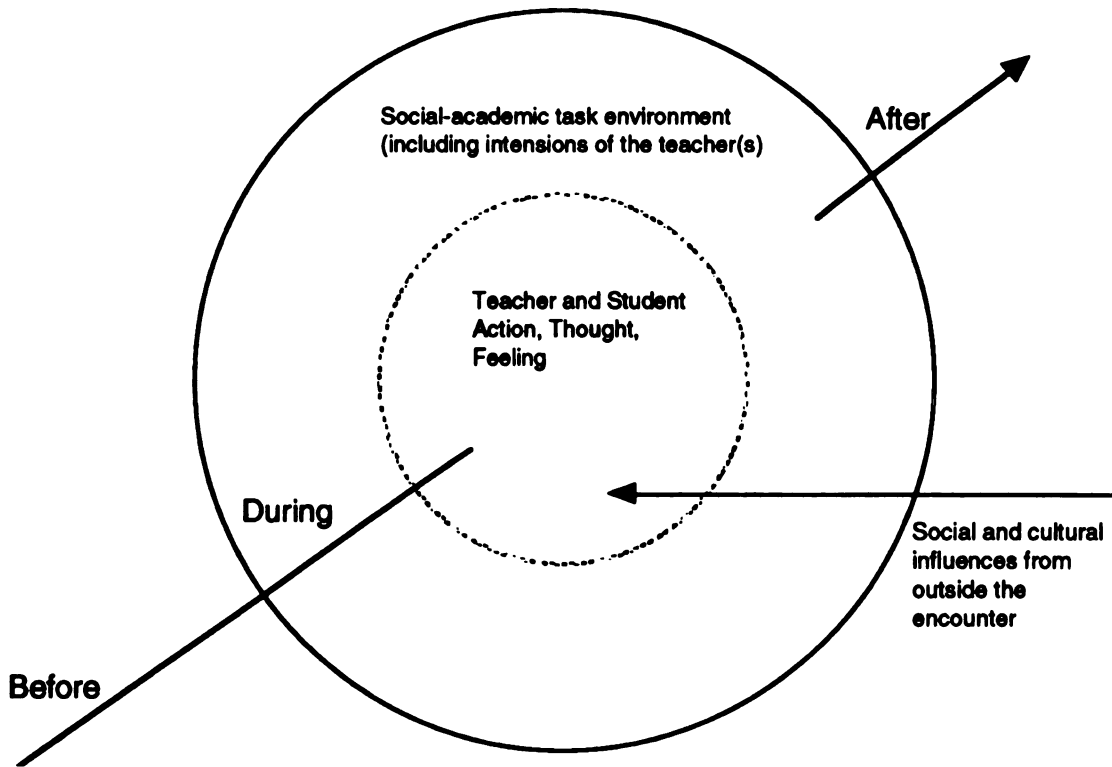 Social-academic task environment
(including intensions of the teacher(s)
After
Teacher and Student
Action, Thought,
Feeling
During
Social and cultural
influences from
outside the
encounter
Before